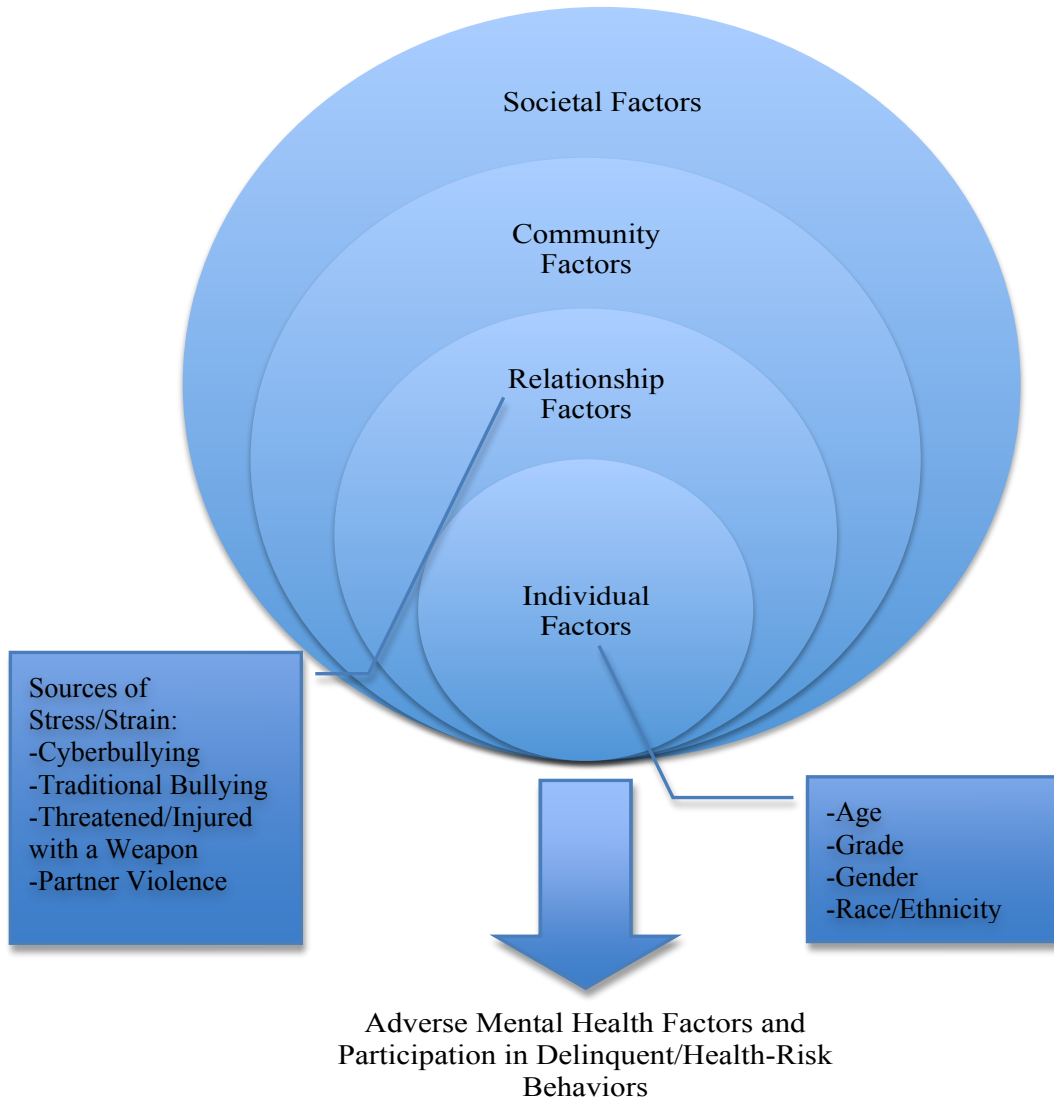 Societal Factors
Community
Factors
Relationship
Factors
Individual
Factors
Sources of
Stress/Strain:
-Cyberbullying
-Traditional Bullying
-Threatened/Injured
with a Weapon
-Partner Violence
-Age
-Grade
-Gender
-Race/Ethnicity
Adverse Mental Health Factors and
Participation in Delinquent/Health-Risk
Behaviors